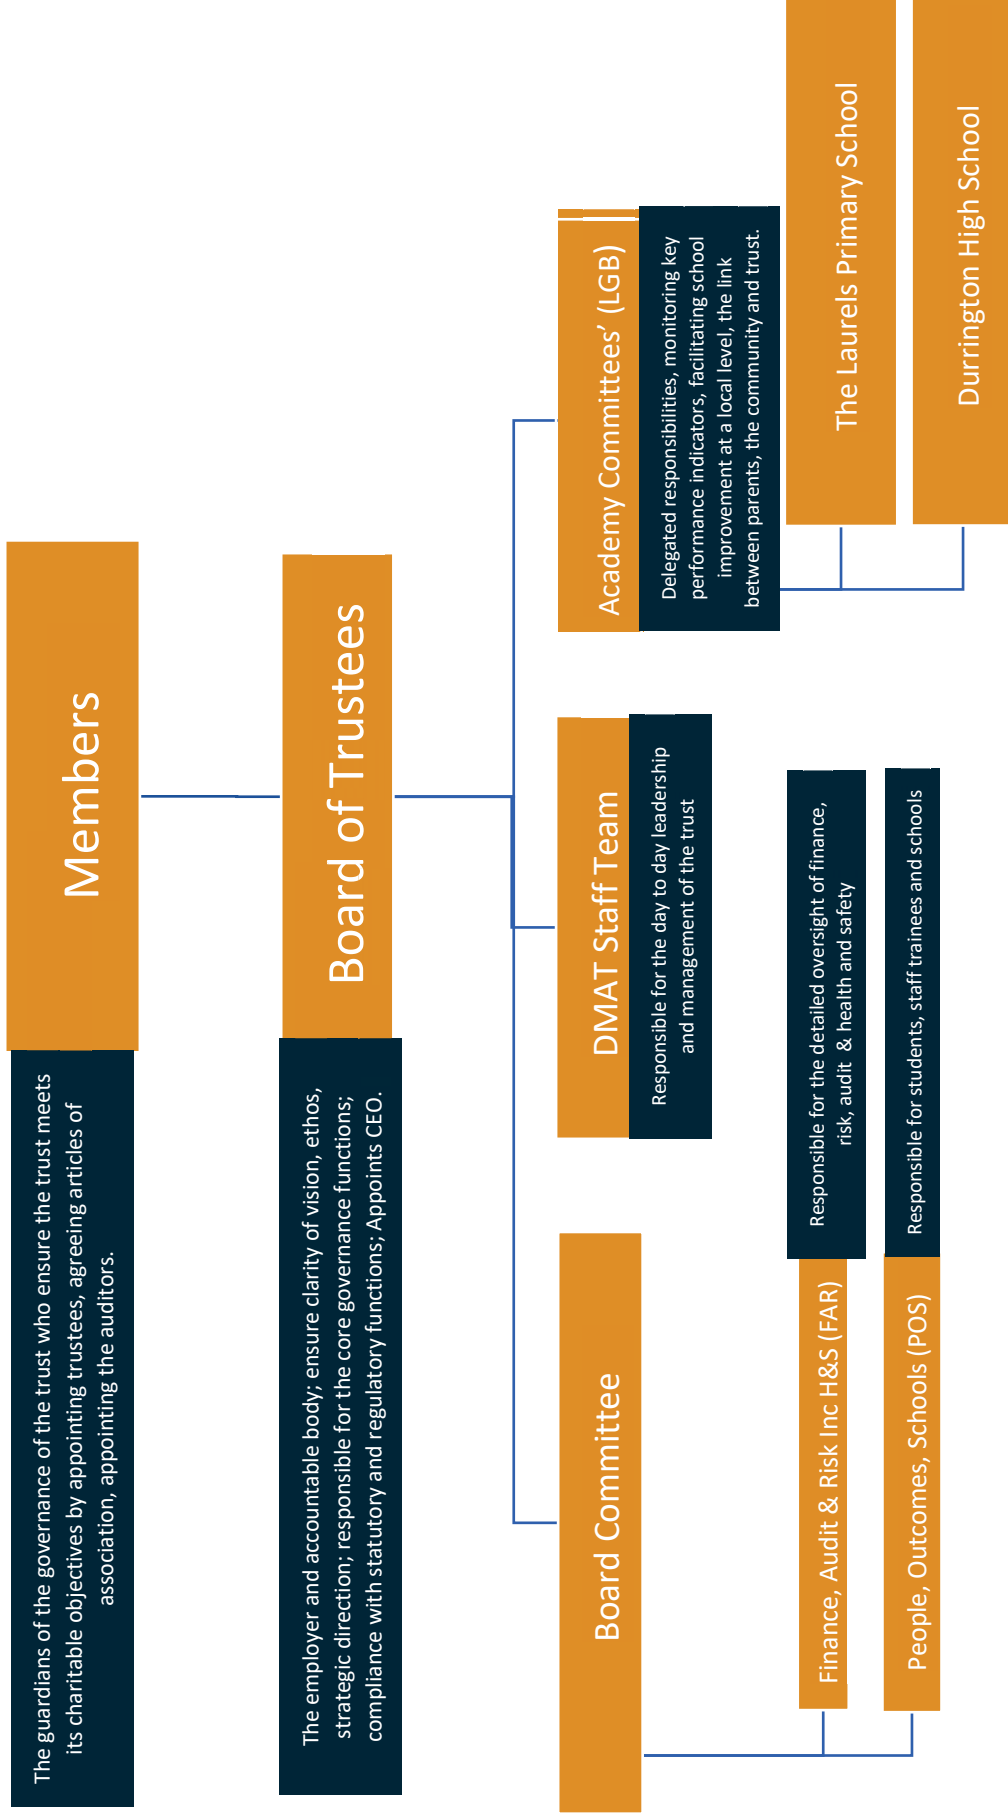 The guardians of the governance of the trust who ensure the trust meets
its charitable objectives by appointing trustees, agreeing articles of
association, appointing the auditors.
Members
The employer and accountable body; ensure clarity of vision, ethos,
strategic direction; responsible for the core governance functions;
compliance with statutory and regulatory functions; Appoints CEO.
Board of Trustees
Board Committee
DMAT Staff Team
Responsible for the day to day leadership
and management of the trust
Academy Committees’ (LGB)
Delegated responsibilities, monitoring key
performance indicators, facilitating school
improvement at a local level, the link
between parents, the community and trust.
Finance, Audit & Risk Inc H&S (FAR)
Responsible for the detailed oversight of finance,
risk, audit & health and safety
People, Outcomes, Schools (POS)
Responsible for students, staff trainees and schools
The Laurels Primary School
Durrington High School